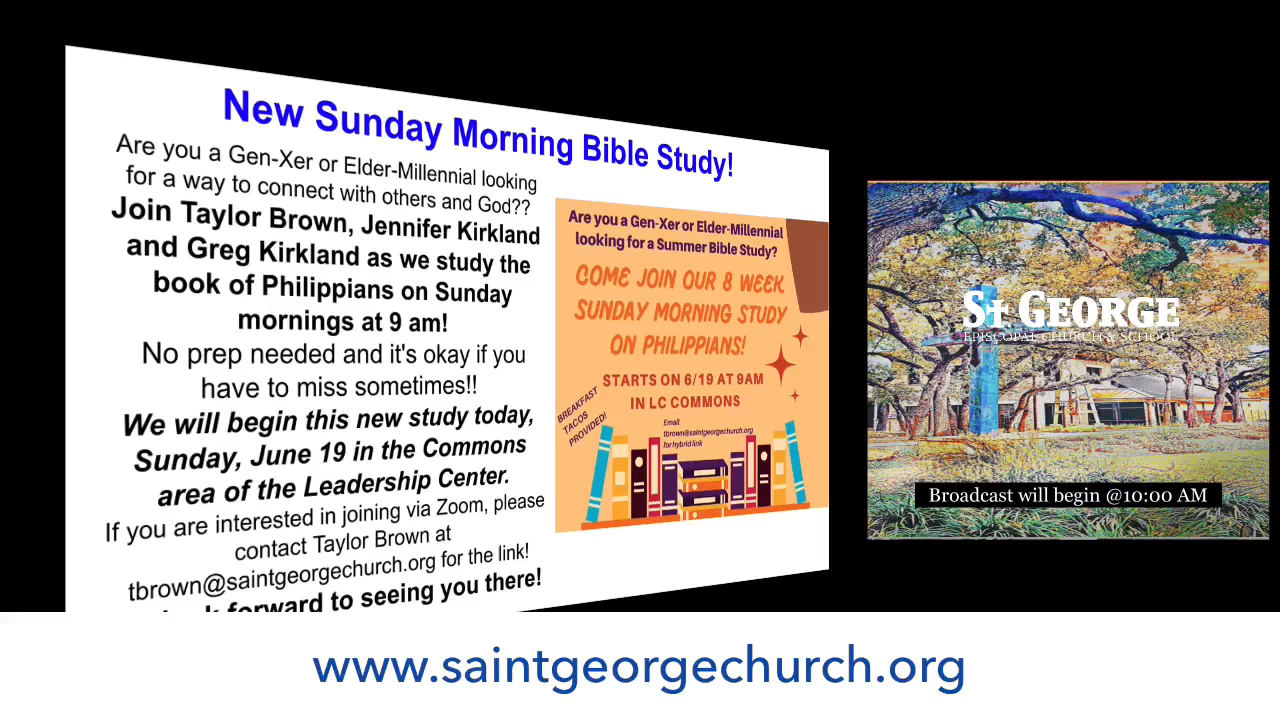 New Sunday Morning Bible Study!
Are you a Gen-Xer or Elder-Millennial looking
for a way to connect with others and God??
Join Taylor Brown, Jennifer Kirkland
and Greg Kirkland as we study the
book of Philippians on Sunday
mornings at 9 am!
No prep needed and it's okay if you
have to miss sometimes!!
We will begin this new study today,
Sunday, June 19 in the Commons
area of the Leadership Center.
If you are interested in joining via Zoom, please
contact Taylor Brown at
tbrown@saintgeorgechurch.org for the link!
forward to seeing you there!
Are you a Gen-Xer or Elder-Millennial
looking for a Summer Bible Study?
COME JOIN OUR 8 WEEK
SUNDAY MORNING STUDY
ON PHILIPPIANS!
STARTS ON 6/19 AT 9AM
IN LC COMMONS
BREAKFAST
TACOS
PROVIDED!
Email
tbrown@saintgeorgechurch.org
for hybrid link
St. George
Episcopal Church & School
Broadcast will begin @10:00 AM
www.saintgeorgechurch.org